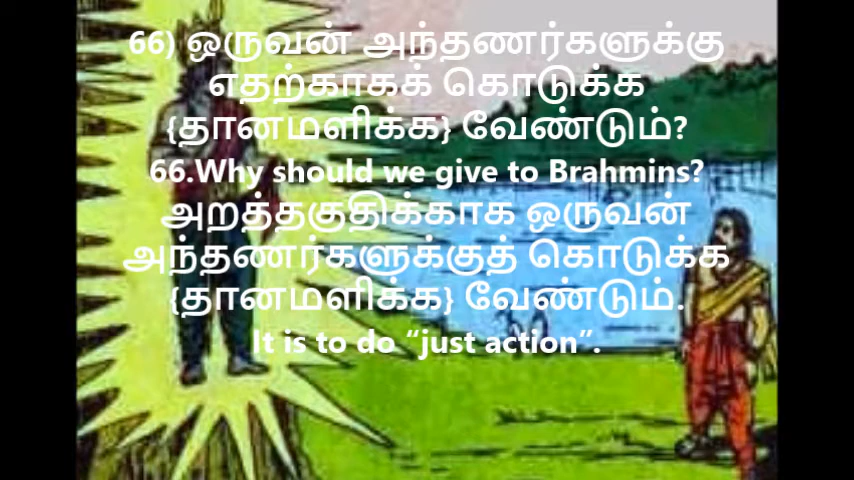 66) ஒருவன் அந்தணர்களுக்கு
எதற்காகக் கொடுக்க
{தானமளிக்க} வேண்டும்?
66.Why should we give to Brahmins?
அறத்தகுதிக்காக ஒருவன்
அந்தணர்களுக்குத் கொடுக்க
{தானமளிக்க} வேண்டும்.
It is to do “just action”.